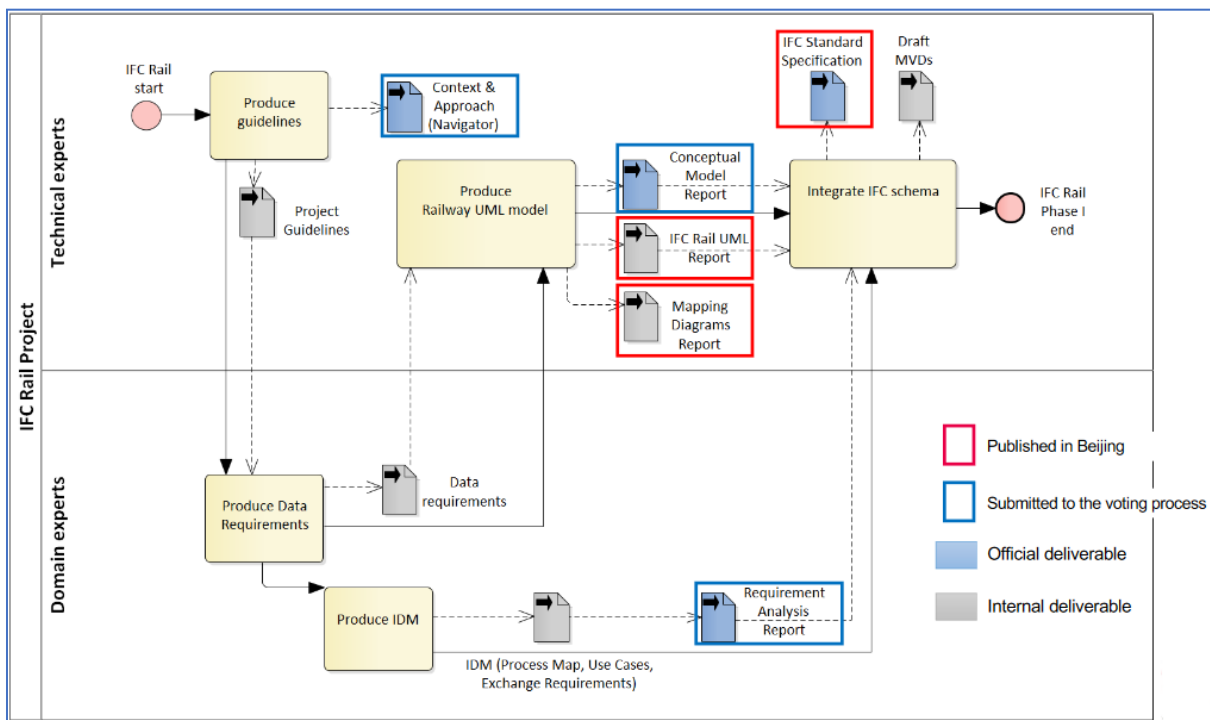 IFC Rail Project
Technical experts
IFC Rail
start
Produce
guidelines
Context &
Approach
(Navigator)
Project
Guidelines
Produce
Railway UML model
Conceptual
Model
Report
IFC Rail UML
Report
Mapping
Diagrams
Report
IFC Standard
Specification
Draft
MVDs
Integrate IFC schema
IFC Rail
Phase I
end
Domain experts
Produce Data
Requirements
Data
requirements
Produce IDM
IDM (Process Map, Use Cases,
Exchange Requirements)
Requirement
Analysis
Report
Published in Beijing
Submitted to the voting process
Official deliverable
Internal deliverable